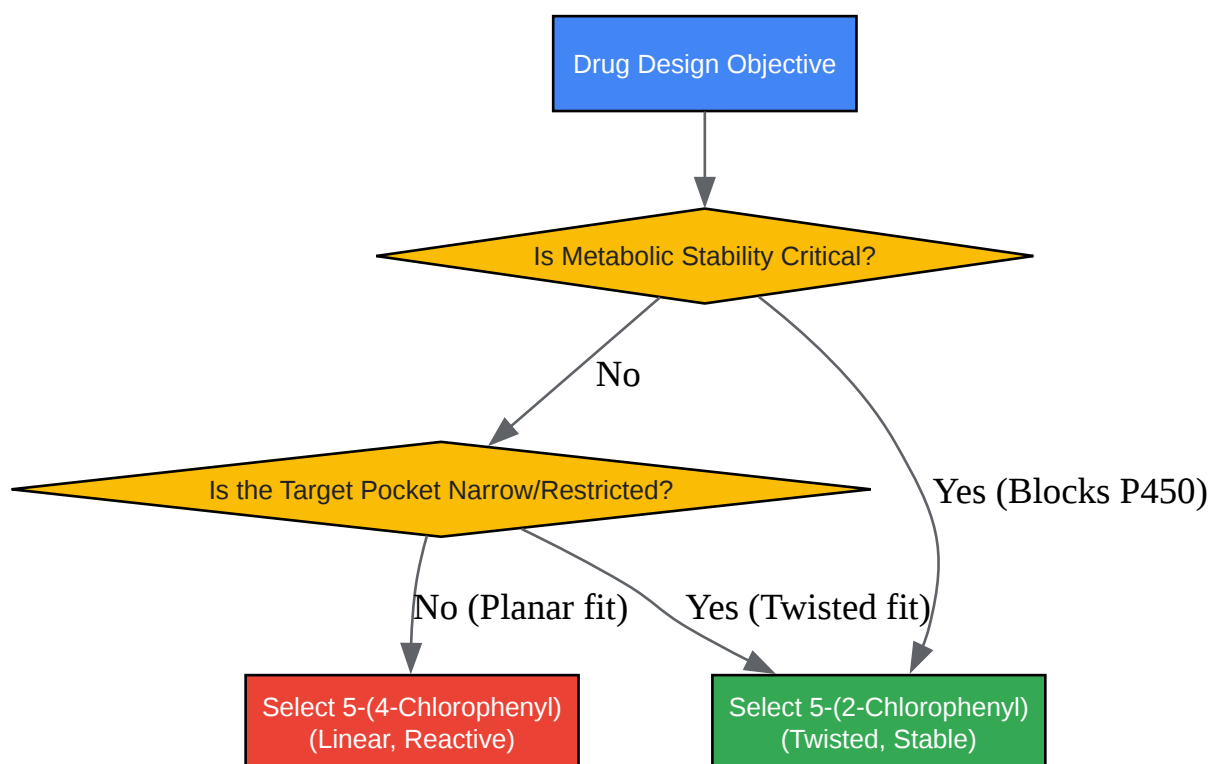 Drug Design Objective
Is Metabolic Stability Critical?
No
Is the Target Pocket Narrow/Restricted?
Yes (Blocks P450)
No (Planar fit)
Yes (Twisted fit)
Select 5-(4-Chlorophenyl)
(Linear, Reactive)
Select 5-(2-Chlorophenyl)
(Twisted, Stable)